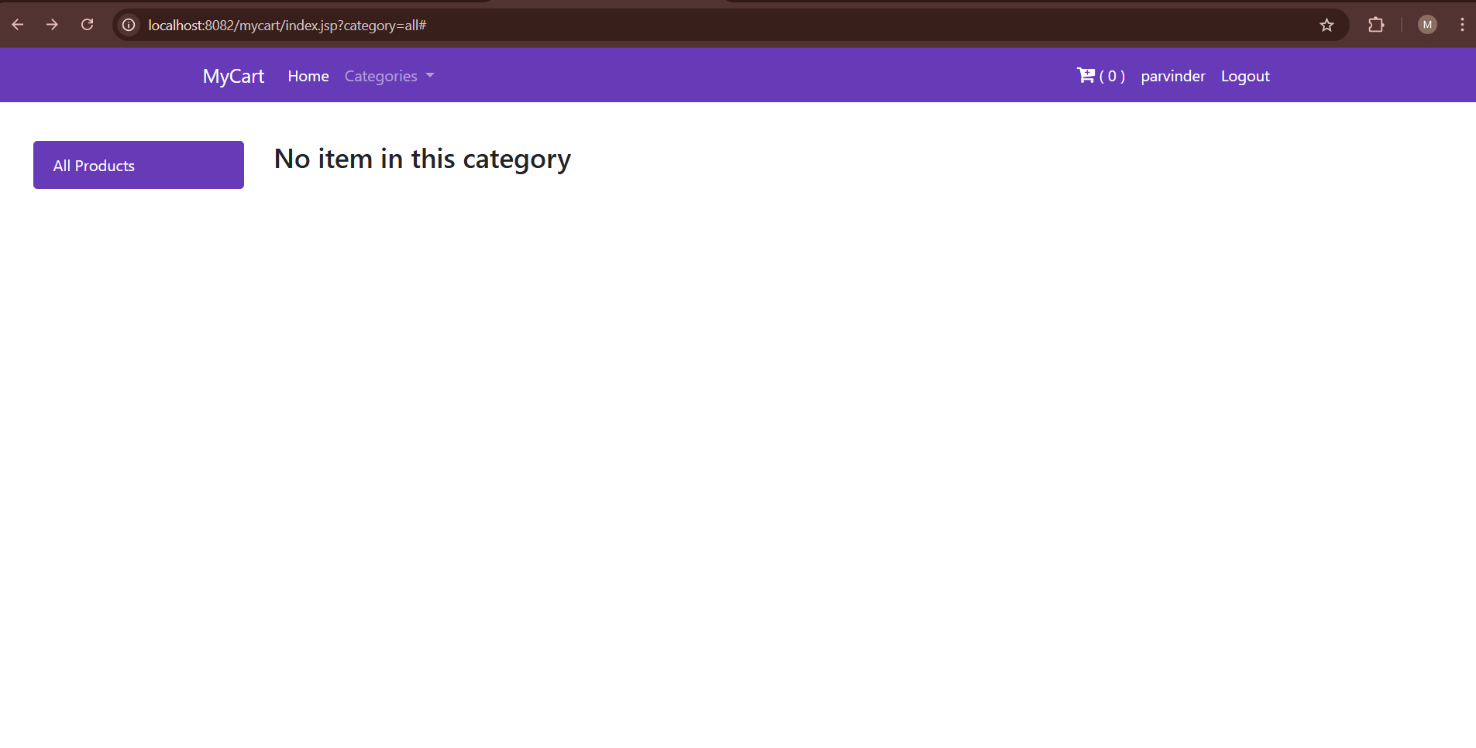 localhost:8082/mycart/index.jsp?category=all#
M
MyCart Home Categories ( 0 ) parvinder Logout
All Products
No item in this category